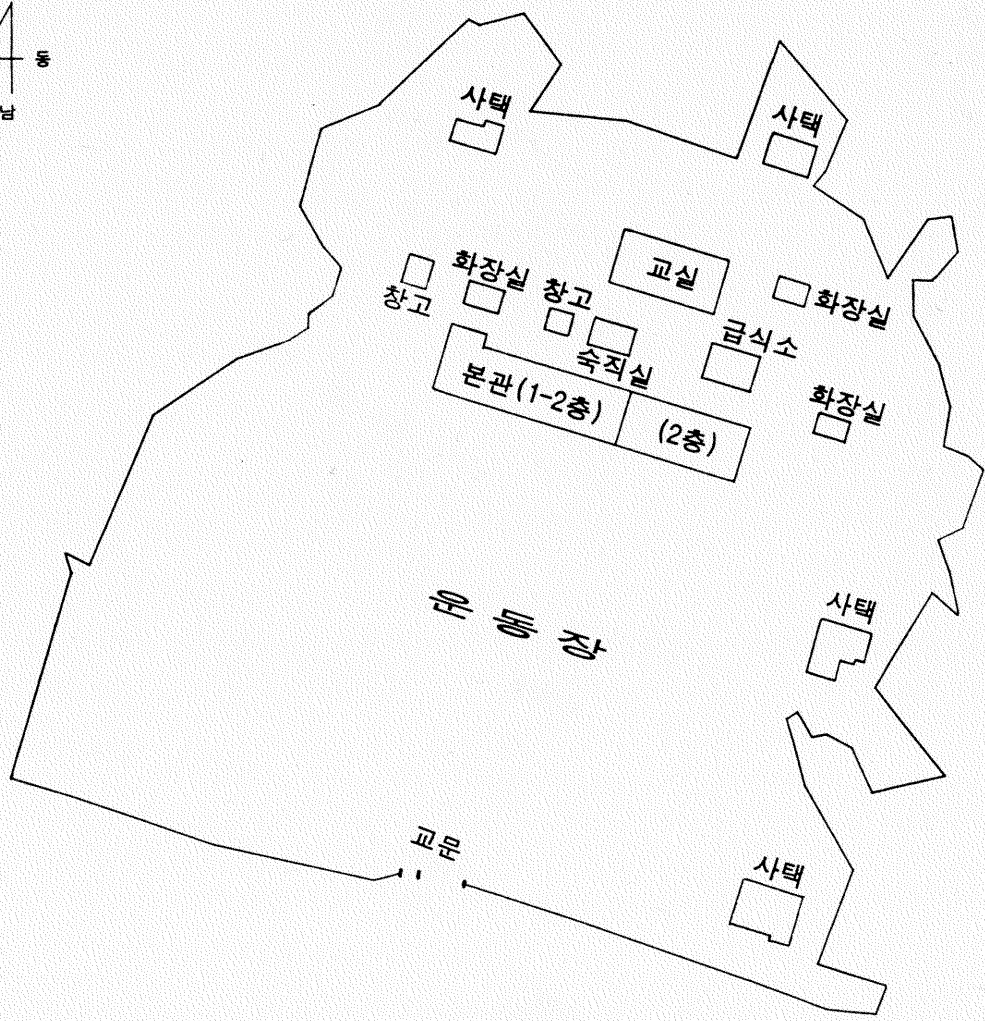 동
남
사택
사택
교실
화장실
창고
화장실
창고
급식소
숙직실
본관(1-2층)
(2층)
화장실
운동장
사택
교문
사택